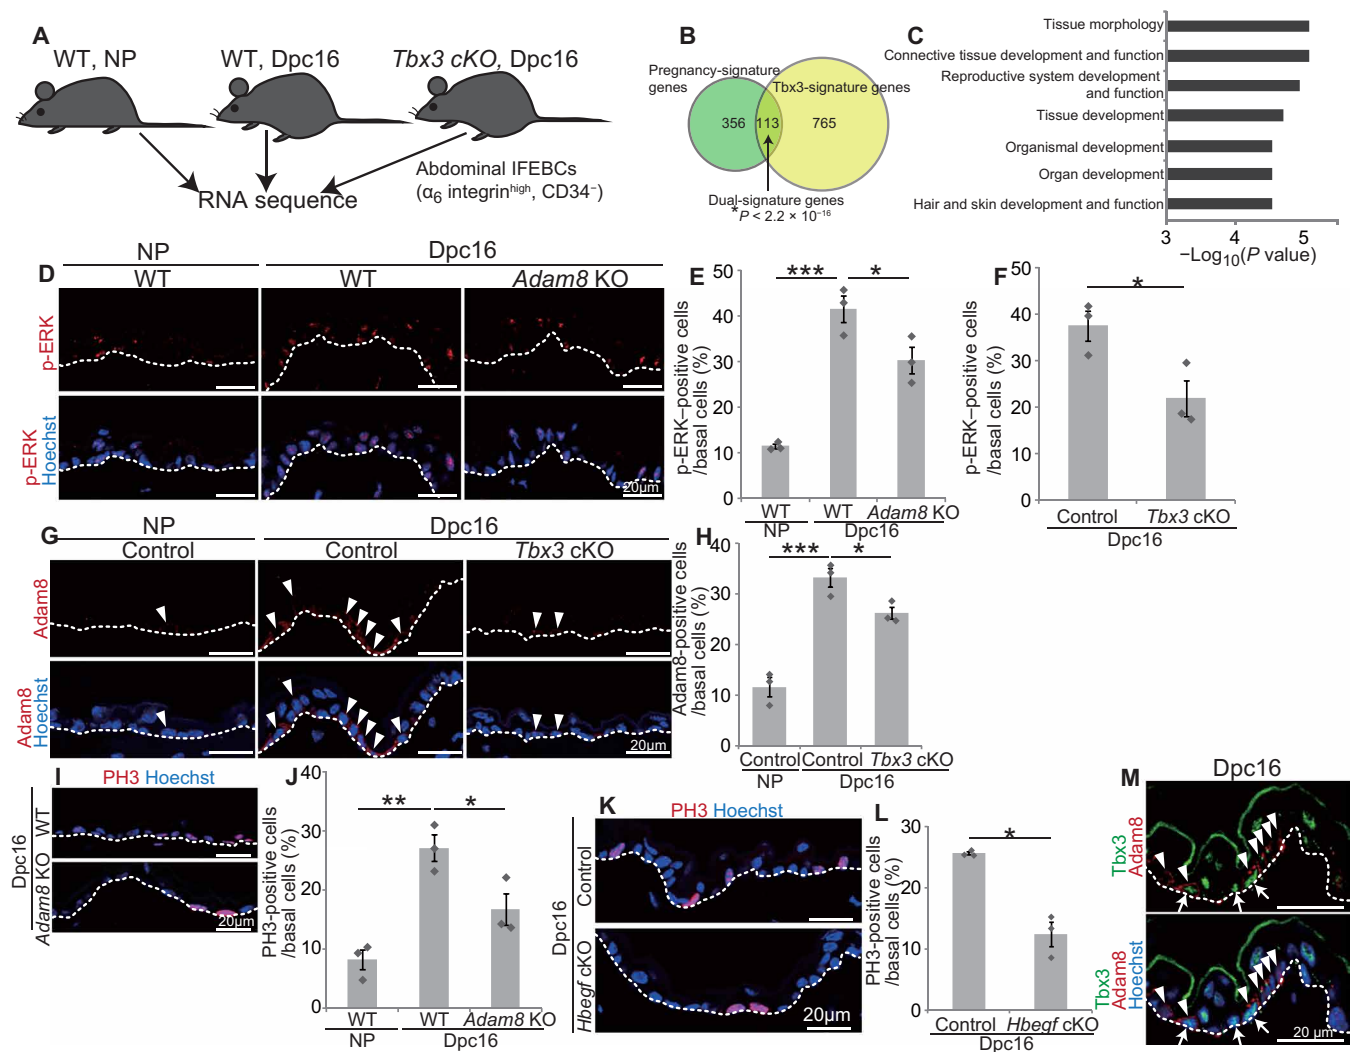 A
WT, NP
WT, Dpc16
Tbx3 cKO, Dpc16
RNA sequence
Abdominal IFEBCs
(α6 integrinhigh, CD34−)
B
Pregnancy-signature
genes
Tbx3-signature genes
356
113
765
Dual-signature genes
*P < 2.2 × 10−16
C
Tissue morphology
Connective tissue development and function
Reproductive system development
and function
Tissue development
Organismal development
Organ development
Hair and skin development and function
3 4 5
−Log10(P value)
D
NP
Dpc16
WT
WT
Adam8 KO
p-ERK
p-ERK
Hoechst
20μm
E
p-ERK–positive cells
/basal cells (%)
50
40
30
20
10
0
***
*
WT
WT
Adam8 KO
NP
Dpc16
F
p-ERK–positive cells
/basal cells (%)
50
40
30
20
10
0
*
Control
Tbx3 cKO
Dpc16
G
NP
Dpc16
Control
Control
Tbx3 cKO
Adam8
Adam8
Hoechst
20μm
H
Adam8-positive cells
/basal cells (%)
40
30
20
10
0
***
*
Control
Control
Tbx3 cKO
NP
Dpc16
I
PH3 Hoechst
Dpc16
WT
Adam8 KO
20μm
J
PH3-positive cells
/basal cells (%)
40
30
20
10
0
**
*
WT
WT
Adam8 KO
NP
Dpc16
K
PH3 Hoechst
Dpc16
Control
Hbegf cKO
20μm
L
PH3-positive cells
/basal cells (%)
30
20
10
0
*
Control
Hbegf cKO
Dpc16
M
Dpc16
Tbx3
Adam8
Tbx3
Adam8
Hoechst
20 μm